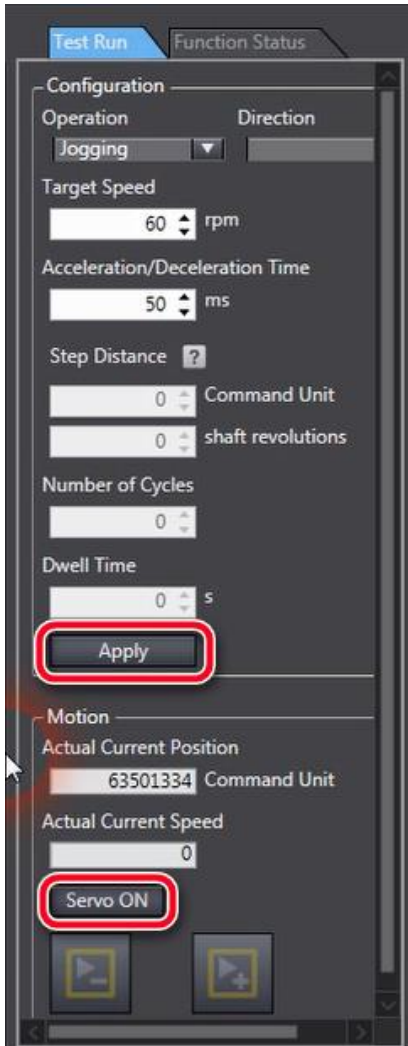 Test Run Function Status
Configuration
Operation Direction
Jogging
Target Speed
60 rpm
Acceleration/Deceleration Time
50 ms
Step Distance ?
0 Command Unit
0 shaft revolutions
Number of Cycles
0
Dwell Time
0 s
Apply
Motion
Actual Current Position
63501334 Command Unit
Actual Current Speed
0
Servo ON